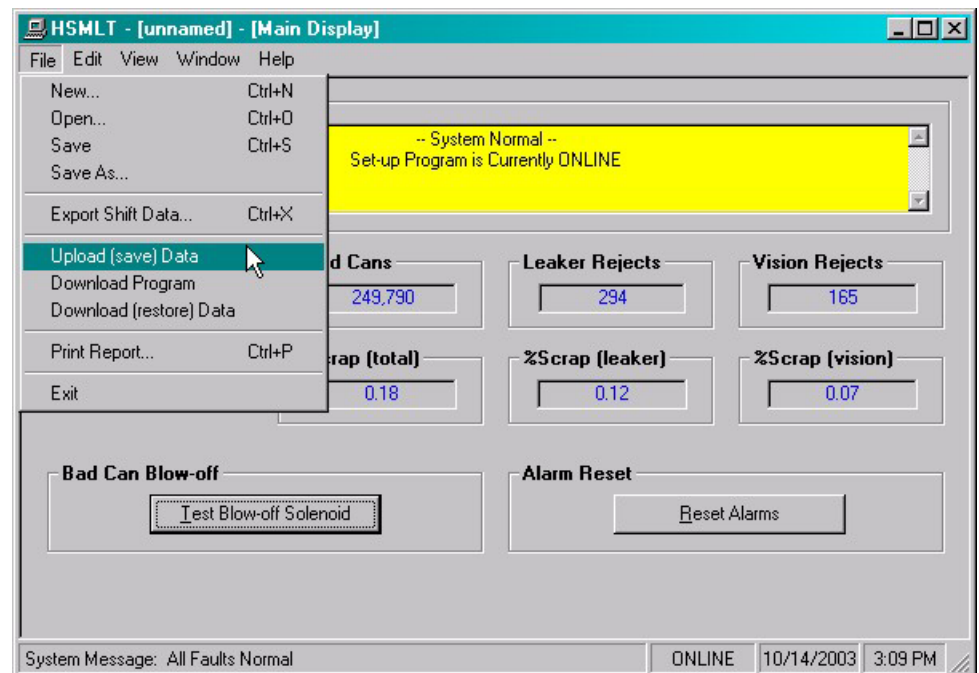 HSMLT - [unnamed] - [Main Display]
File Edit View Window Help
New... Ctrl+N
Open... Ctrl+O
Save Ctrl+S
Save As...
Export Shift Data... Ctrl+X
Upload (save) Data
Download Program
Download (restore) Data
Print Report... Ctrl+P
Exit
-- System Normal --
Set-up Program is Currently ONLINE
d Cans Leaker Rejects Vision Rejects
249,790 294 165
rap (total) %Scrap (leaker) %Scrap (vision)
0.18 0.12 0.07
Bad Can Blow-off Alarm Reset
Test Blow-off Solenoid Reset Alarms
System Message: All Faults Normal ONLINE 10/14/2003 3:09 PM